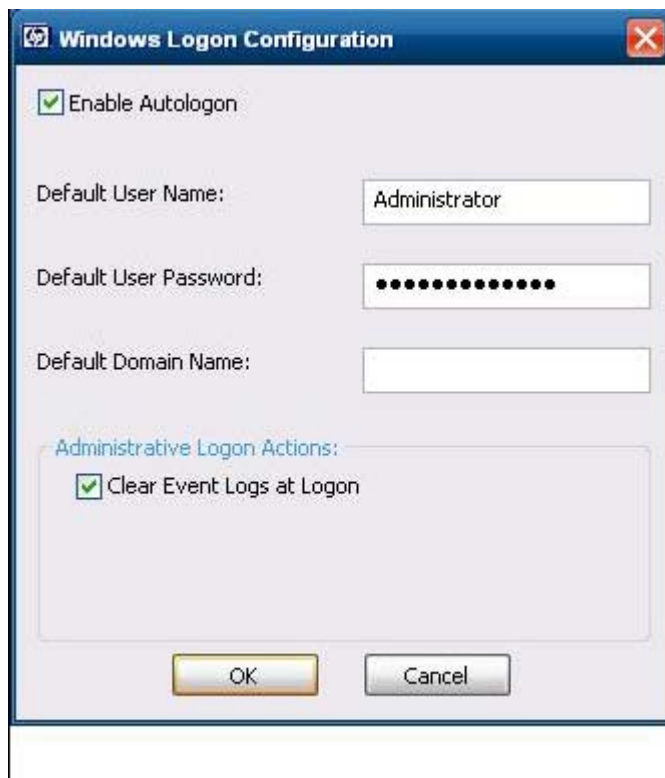 Windows Logon Configuration
Enable Autologon
Default User Name: Administrator
Default User Password: •••••••••••••
Default Domain Name:
Administrative Logon Actions:
Clear Event Logs at Logon
OK Cancel